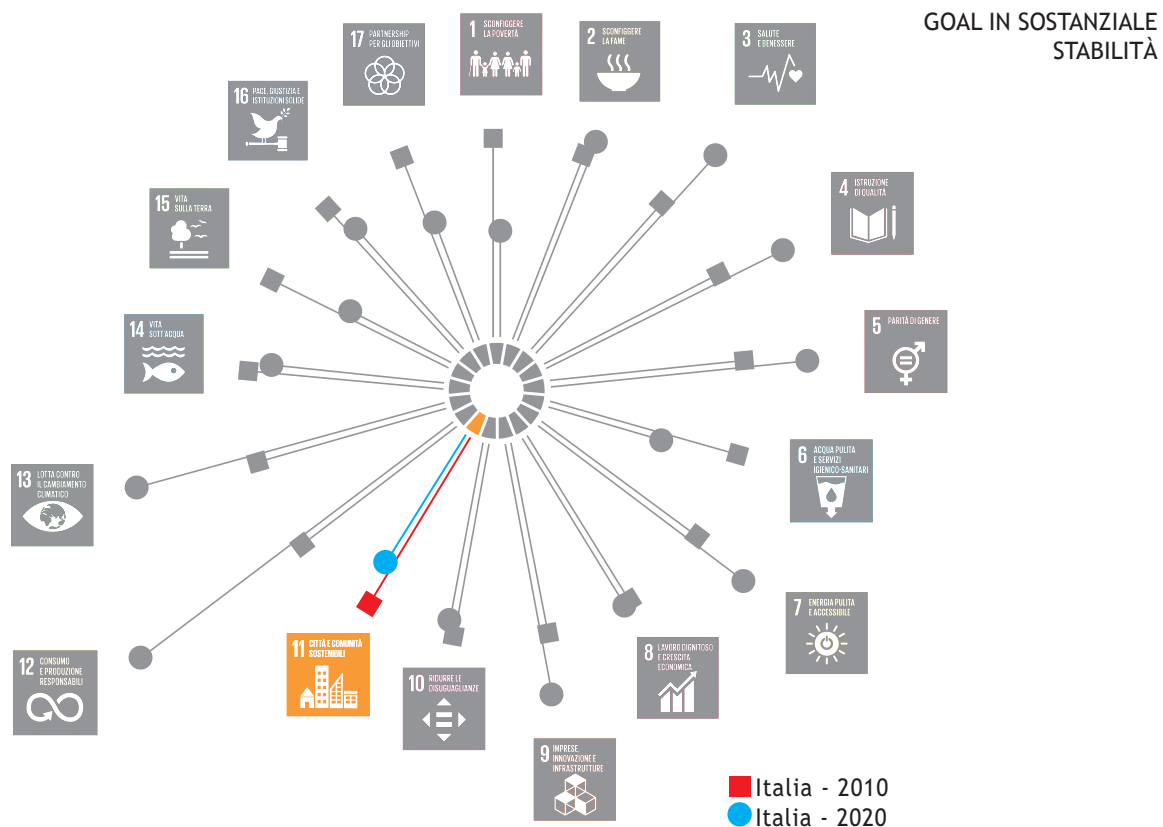 GOAL IN SOSTANZIALE
STABILITÀ
1 SCONFIGGERE
LA POVERTÀ
2 SCONFIGGERE
LA FAME
3 SALUTE
E BENESSERE
4 ISTRUZIONE
DI QUALITÀ
5 PARITÀ DI GENERE
6 ACQUA PULITA
E SERVIZI
IGIENICO-SANITARI
7 ENERGIA PULITA
E ACCESSIBILE
8 LAVORO DIGNITOSO
E CRESCITA
ECONOMICA
9 IMPRESE,
INNOVAZIONE E
INFRASTRUTTURE
10 RIDURRE LE
DISUGUAGLIANZE
11 CITTÀ E COMUNITÀ
SOSTENIBILI
12 CONSUMO
E PRODUZIONE
RESPONSABILI
13 LOTTA CONTRO
IL CAMBIAMENTO
CLIMATICO
14 VITA
SOTT'ACQUA
15 VITA
SULLA TERRA
16 PACE, GIUSTIZIA E
ISTITUZIONI SOLIDE
17 PARTNERSHIP
PER GLI OBIETTIVI
Italia - 2010
Italia - 2020